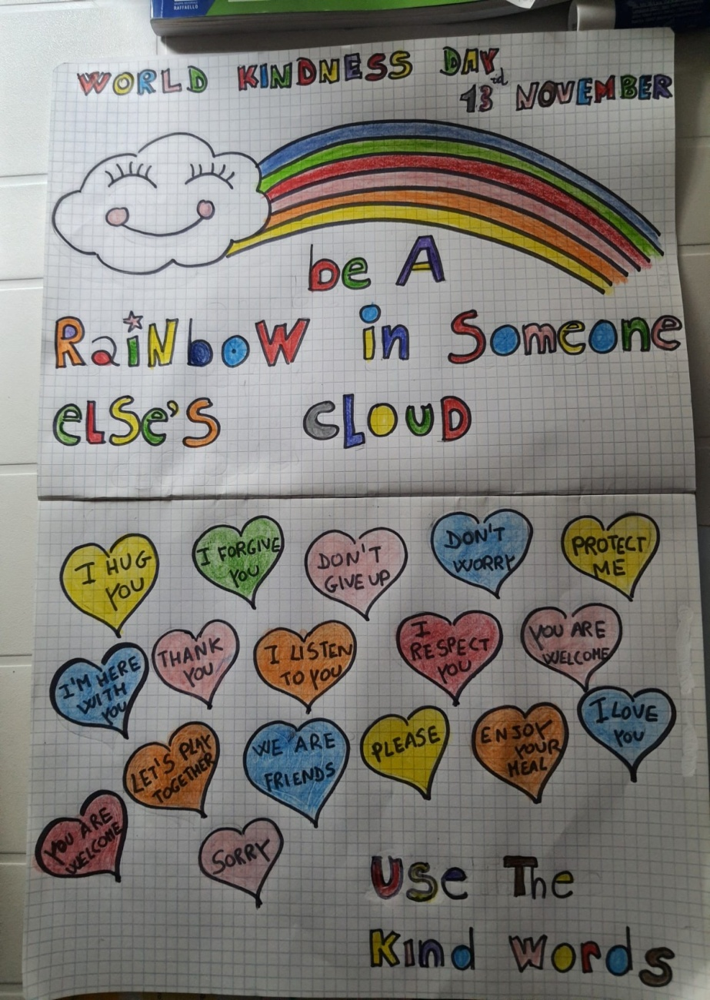 RAFFAELLO
WORLD KINDNESS DAY
13rd NOVEMBER
be A
RaiNboW in Someone
eLSe's CLOUD
I HUG
YOU
I FORGIVE
YOU
DON'T
GIVE UP
DON'T
WORRY
PROTECT
ME
I'M HERE
WITH
YOU
THANK
YOU
I LISTEN
TO YOU
I
RESPECT
YOU
YOU ARE
WELCOME
LET'S PLAY
TOGETHER
WE ARE
FRIENDS
PLEASE
ENJOY
YOUR
MEAL
I LOVE
YOU
YOU ARE
WELCOME
SORRY
Use The
Kind words